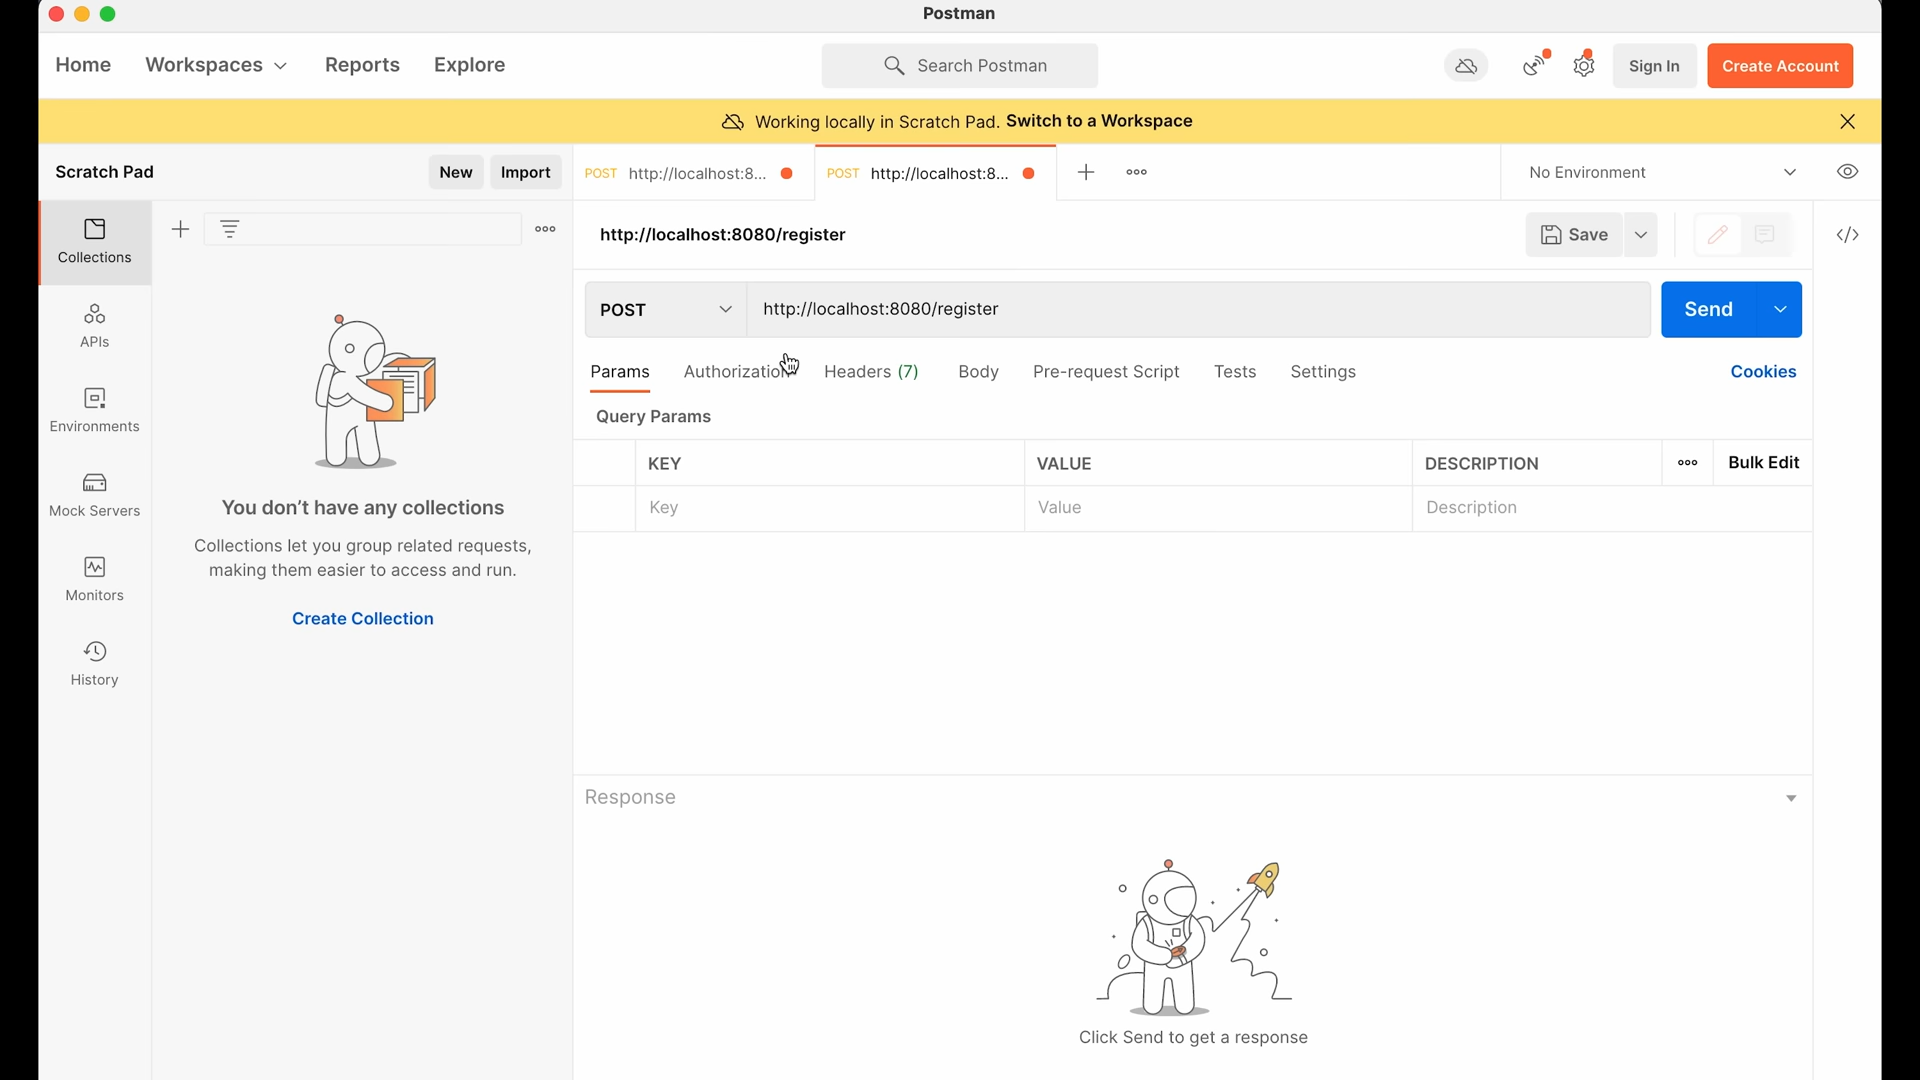 Postman
Home Workspaces Reports Explore Search Postman Sign In Create Account
Working locally in Scratch Pad. Switch to a Workspace
Scratch Pad New Import POST http://localhost:8... POST http://localhost:8... No Environment
http://localhost:8080/register Save
POST http://localhost:8080/register Send
Params Authorization Headers (7) Body Pre-request Script Tests Settings Cookies
Query Params
KEY VALUE DESCRIPTION Bulk Edit
Key Value Description
Collections
APIs
Environments
Mock Servers
Monitors
History
You don’t have any collections
Collections let you group related requests,
making them easier to access and run.
Create Collection
Response
Click Send to get a response